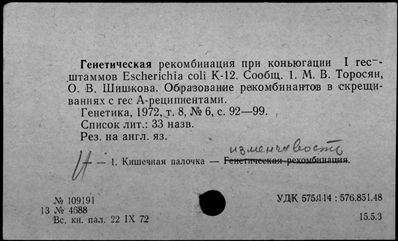 Генетическая рекомбинация при коньюгации I rec⁻-
штаммов Escherichia coli K-12. Сообщ. 1. М. В. Торосян,
О. В. Шишкова. Образование рекомбинантов в скрещи-
ваниях с rec А-реципиентами.
Генетика, 1972, т. 8, № 6, с. 92—99.
Список лит.: 33 назв.
Рез. на англ. яз.
изменчивость
— 1. Кишечная палочка — Генетическая рекомбинация.
№ 109191
УДК 575.114 : 576.851.48
13 № 4688
Вс. кн. пал. 22 IX 72
15.5.3